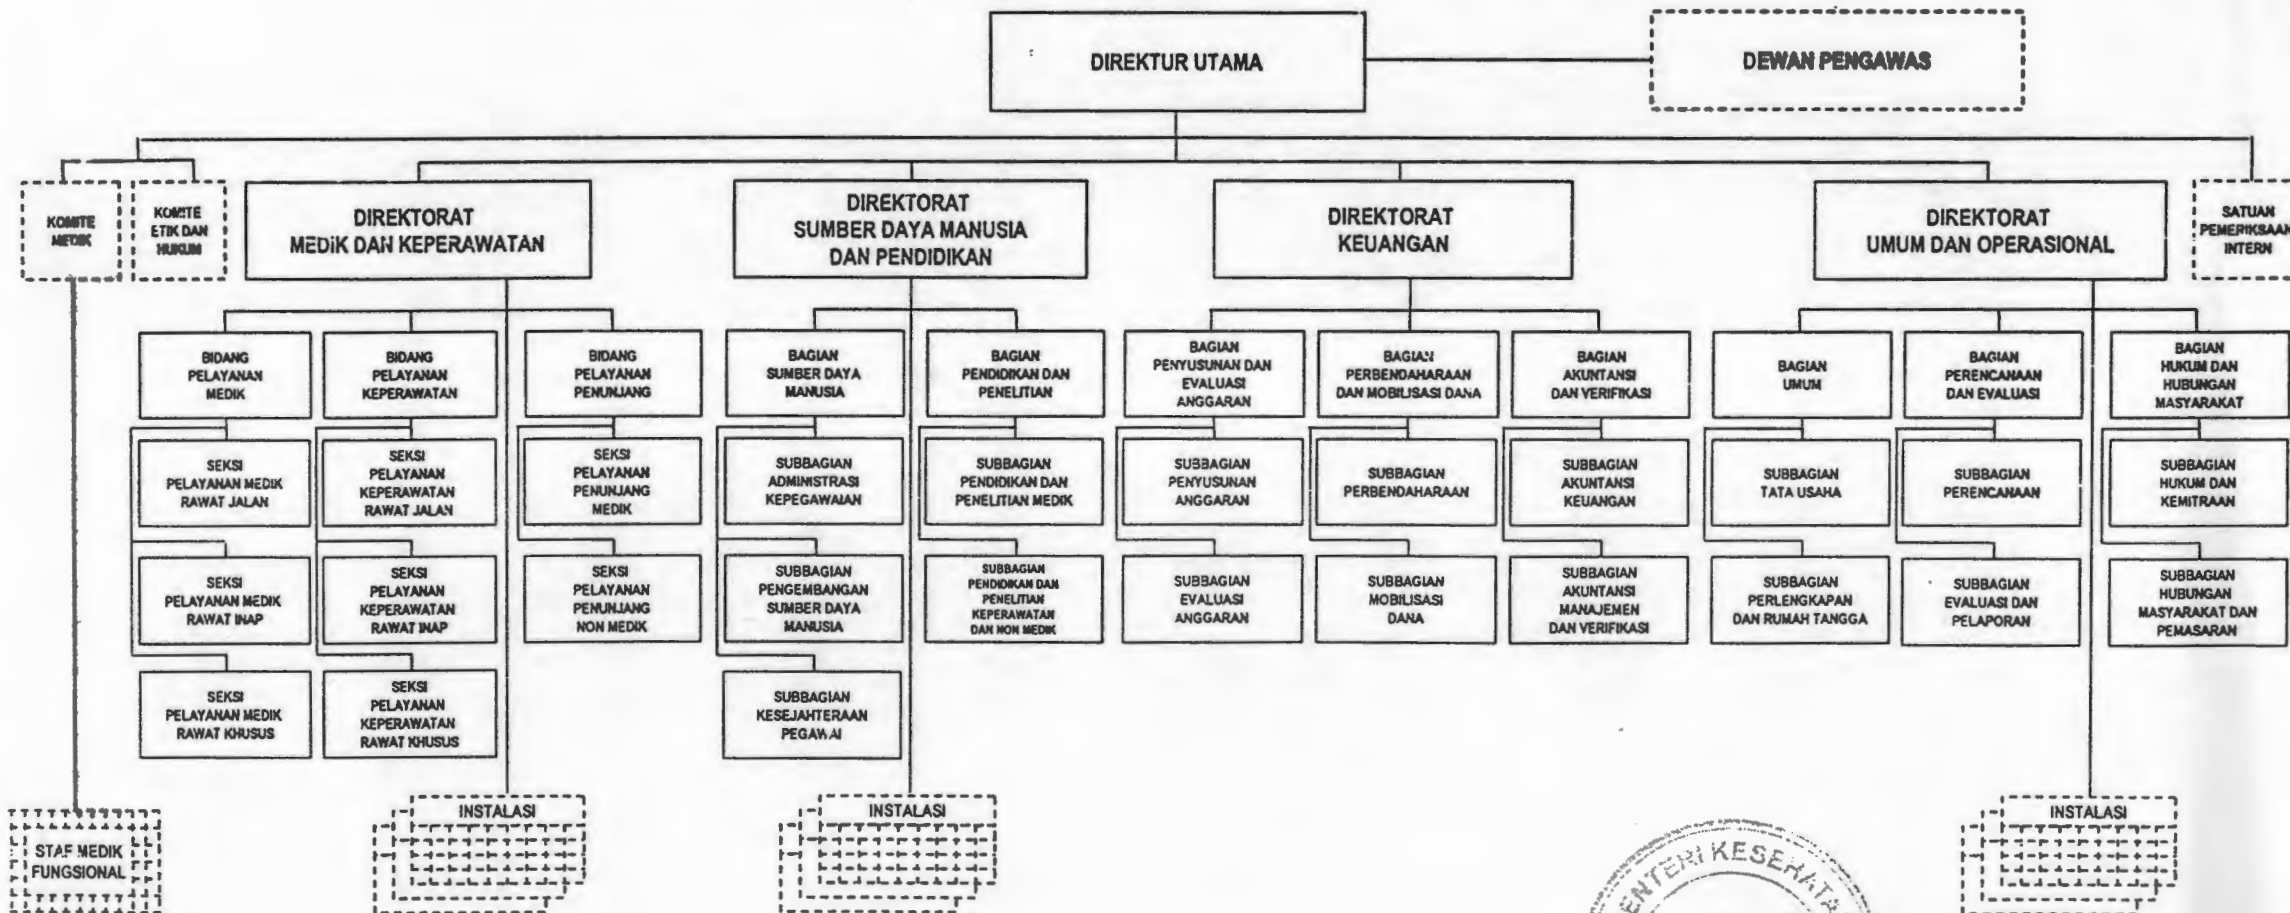 DIREKTUR UTAMA
DEWAN PENGAWAS
KOMITE
MEDIK
KOMITE
ETIK DAN
HUKUM
DIREKTORAT
MEDIK DAN KEPERAWATAN
DIREKTORAT
SUMBER DAYA MANUSIA
DAN PENDIDIKAN
DIREKTORAT
KEUANGAN
DIREKTORAT
UMUM DAN OPERASIONAL
SATUAN
PEMERIKSAAN
INTERN
BIDANG
PELAYANAN
MEDIK
BIDANG
PELAYANAN
KEPERAWATAN
BIDANG
PELAYANAN
PENUNJANG
BAGIAN
SUMBER DAYA
MANUSIA
BAGIAN
PENDIDIKAN DAN
PENELITIAN
BAGIAN
PENYUSUNAN DAN
EVALUASI
ANGGARAN
BAGIAN
PERBENDAHARAAN
DAN MOBILISASI DANA
BAGIAN
AKUNTANSI
DAN VERIFIKASI
BAGIAN
UMUM
BAGIAN
PERENCANAAN
DAN EVALUASI
BAGIAN
HUKUM DAN
HUBUNGAN
MASYARAKAT
SEKSI
PELAYANAN MEDIK
RAWAT JALAN
SEKSI
PELAYANAN
KEPERAWATAN
RAWAT JALAN
SEKSI
PELAYANAN
PENUNJANG
MEDIK
SUBBAGIAN
ADMINISTRASI
KEPEGAWAIAN
SUBBAGIAN
PENDIDIKAN DAN
PENELITIAN MEDIK
SUBBAGIAN
PENYUSUNAN
ANGGARAN
SUBBAGIAN
PERBENDAHARAAN
SUBBAGIAN
AKUNTANSI
KEUANGAN
SUBBAGIAN
TATA USAHA
SUBBAGIAN
PERENCANAAN
SUBBAGIAN
HUKUM DAN
KEMITRAAN
SEKSI
PELAYANAN MEDIK
RAWAT INAP
SEKSI
PELAYANAN
KEPERAWATAN
RAWAT INAP
SEKSI
PELAYANAN
PENUNJANG
NON MEDIK
SUBBAGIAN
PENGEMBANGAN
SUMBER DAYA
MANUSIA
SUBBAGIAN
PENDIDIKAN DAN
PENELITIAN
KEPERAWATAN
DAN NON MEDIK
SUBBAGIAN
EVALUASI
ANGGARAN
SUBBAGIAN
MOBILISASI
DANA
SUBBAGIAN
AKUNTANSI
MANAJEMEN
DAN VERIFIKASI
SUBBAGIAN
PERLENGKAPAN
DAN RUMAH TANGGA
SUBBAGIAN
EVALUASI DAN
PELAPORAN
SUBBAGIAN
HUBUNGAN
MASYARAKAT DAN
PEMASARAN
SEKSI
PELAYANAN MEDIK
RAWAT KHUSUS
SEKSI
PELAYANAN
KEPERAWATAN
RAWAT KHUSUS
SUBBAGIAN
KESEJAHTERAAN
PEGAWAI
STAF MEDIK
FUNGSIONAL
INSTALASI
INSTALASI
INSTALASI
ENTERI KESEHATA